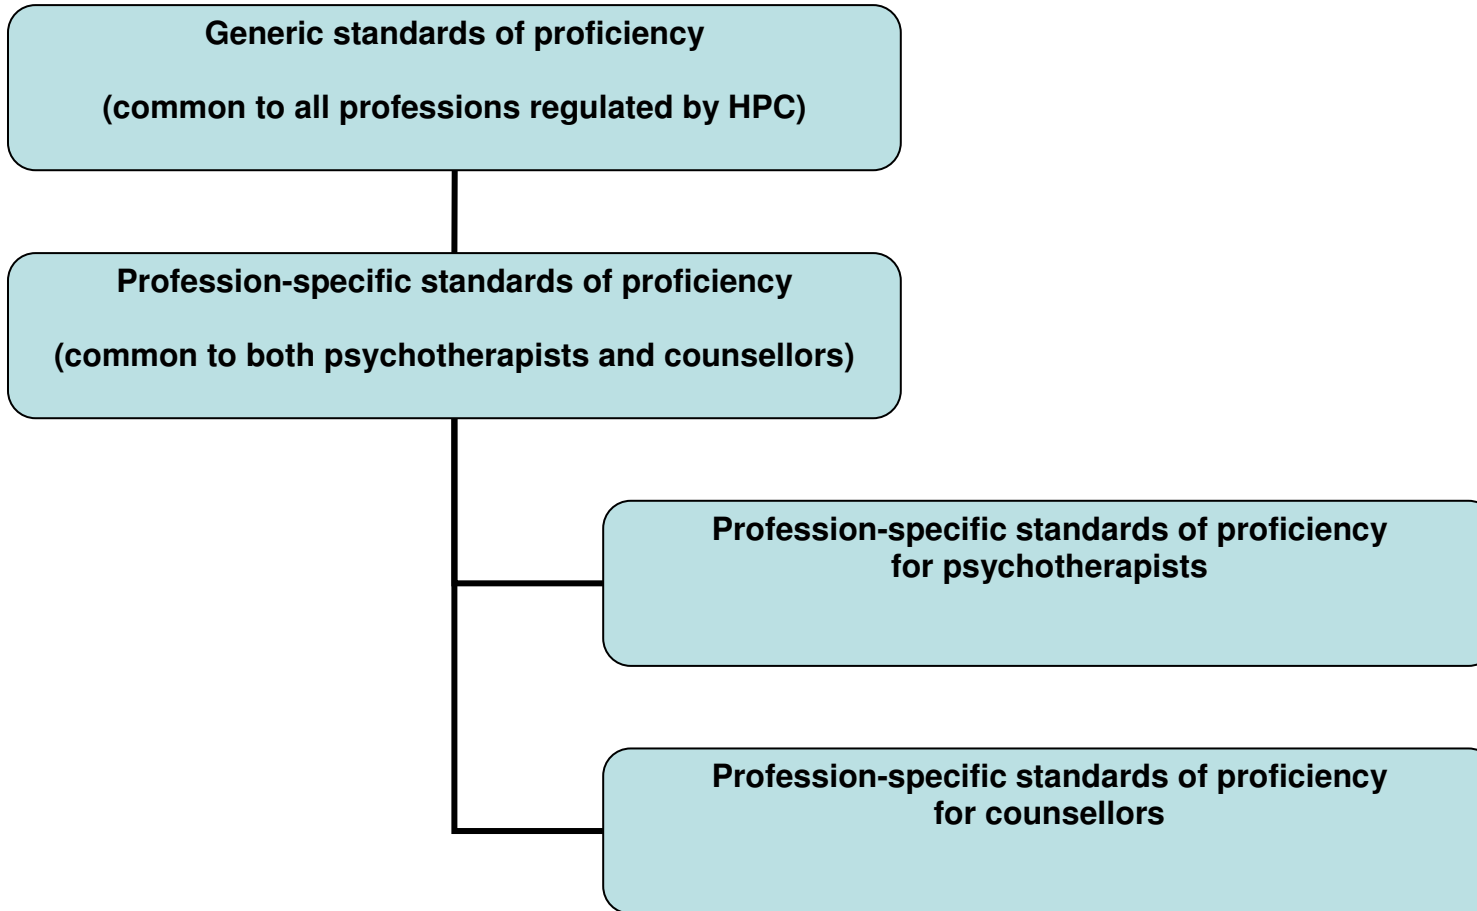 Generic standards of proficiency
(common to all professions regulated by HPC)
Profession-specific standards of proficiency
(common to both psychotherapists and counsellors)
Profession-specific standards of proficiency
for psychotherapists
Profession-specific standards of proficiency
for counsellors